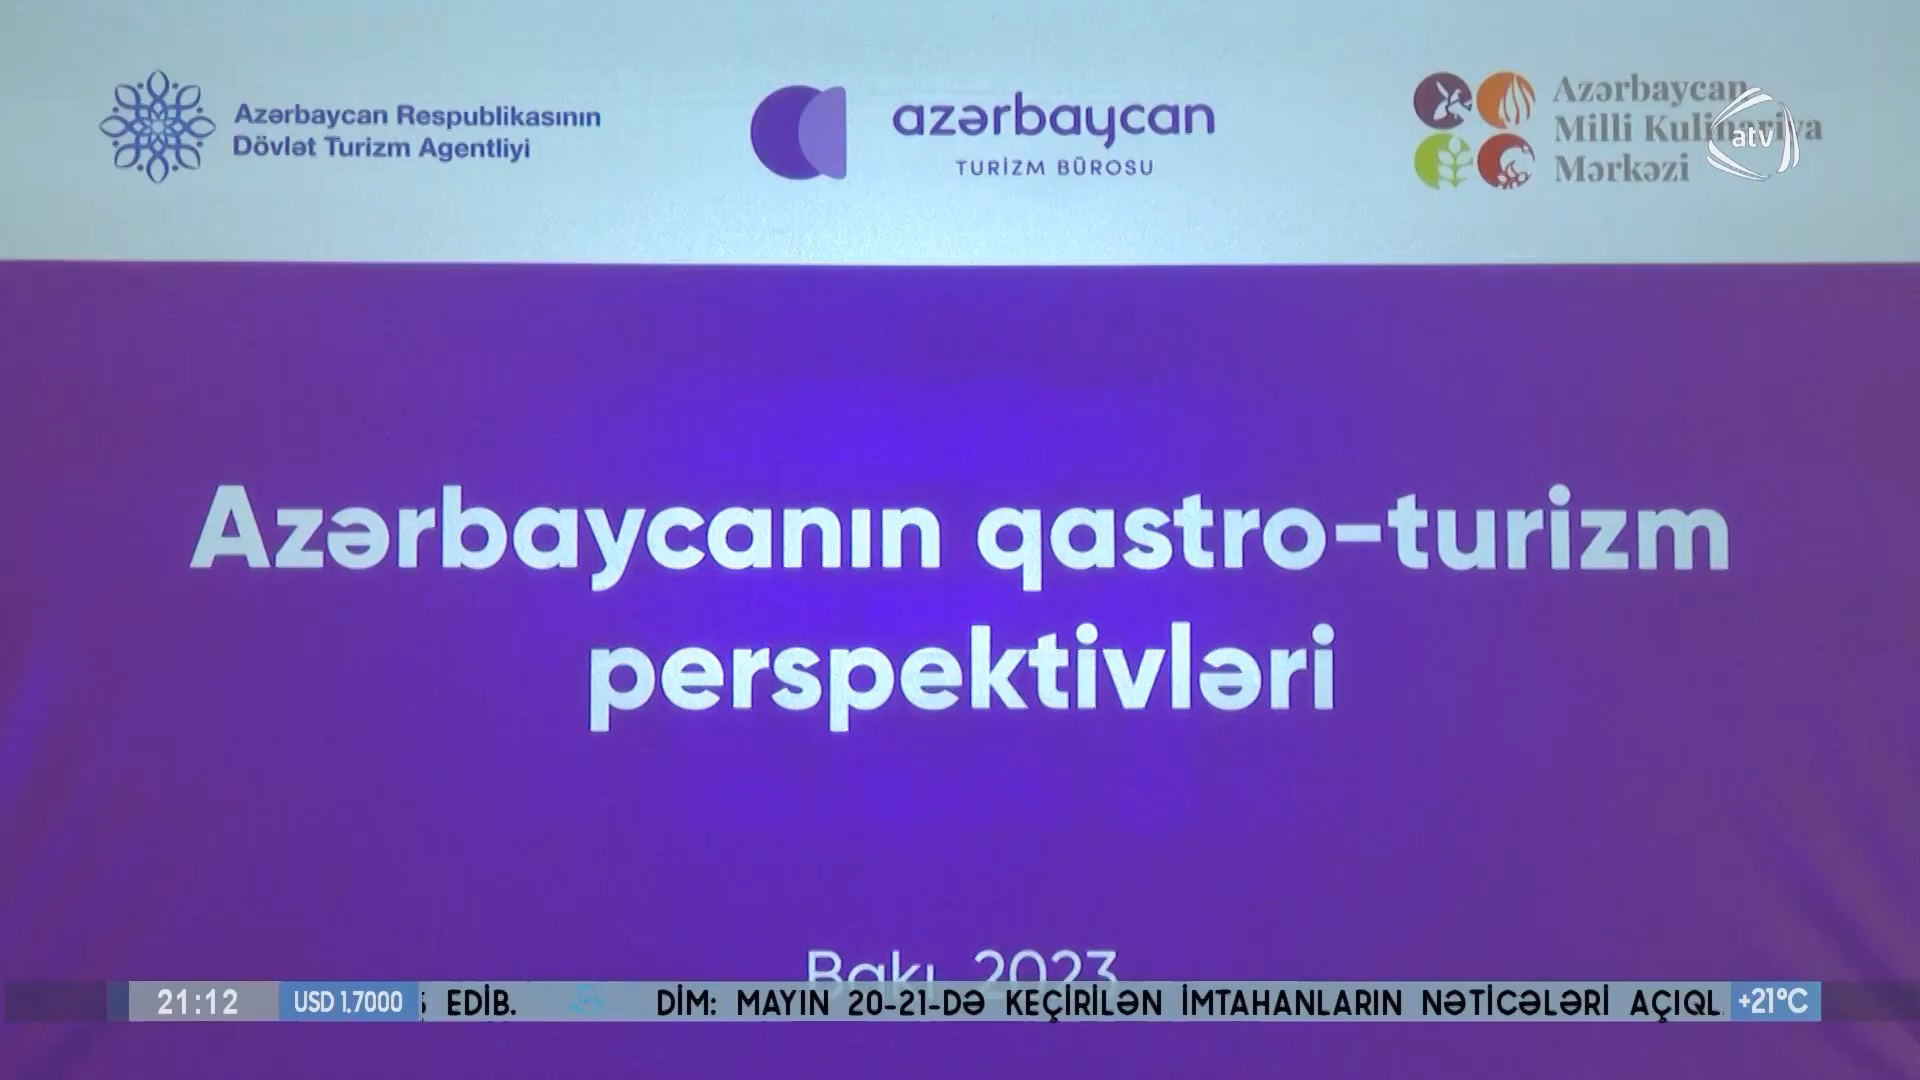 Azərbaycan Respublikasının
Dövlət Turizm Agentliyi
azərbaycan
TURİZM BÜROSU
Azərbaycan
Milli Kulinariya
Mərkəzi
atv
Azərbaycanın qastro-turizm
perspektivləri
Bakı, 2023
21:12
USD 1,7000
EDİB.
DİM: MAYIN 20-21-DƏ KEÇİRİLƏN İMTAHANLARIN NƏTİCƏLƏRİ AÇIQL
+21°C